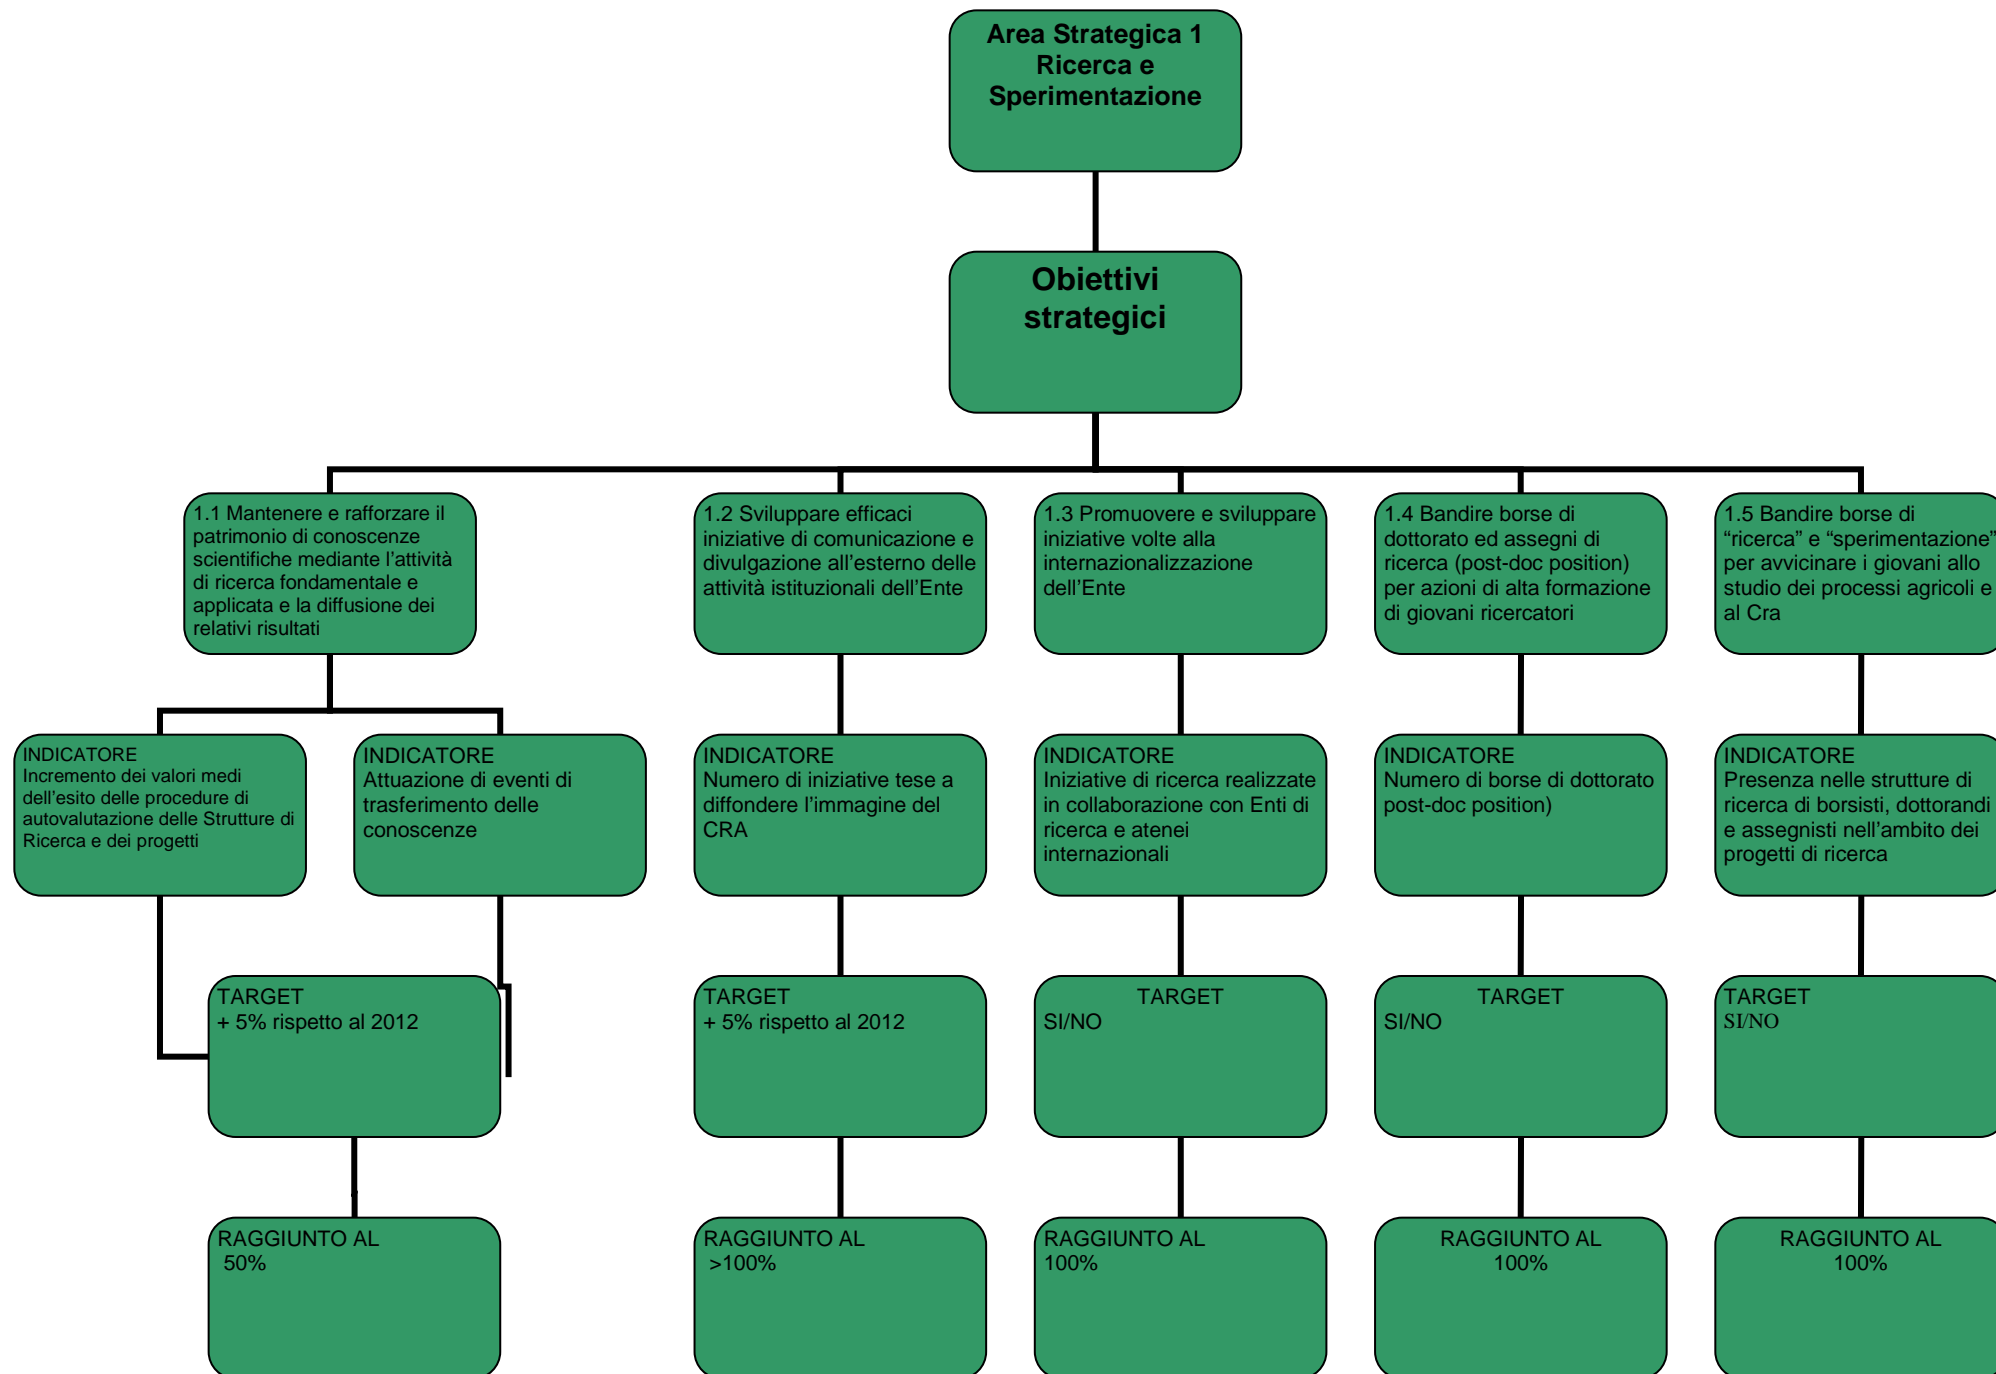 Area Strategica 1
Ricerca e
Sperimentazione
Obiettivi
strategici
1.1 Mantenere e rafforzare il
patrimonio di conoscenze
scientifiche mediante l'attività
di ricerca fondamentale e
applicata e la diffusione dei
relativi risultati
1.2 Sviluppare efficaci
iniziative di comunicazione e
divulgazione all'esterno delle
attività istituzionali dell'Ente
1.3 Promuovere e sviluppare
iniziative volte alla
internazionalizzazione
dell'Ente
1.4 Bandire borse di
dottorato ed assegni di
ricerca (post-doc position)
per azioni di alta formazione
di giovani ricercatori
1.5 Bandire borse di
“ricerca” e “sperimentazione”
per avvicinare i giovani allo
studio dei processi agricoli e
al Cra
INDICATORE
Incremento dei valori medi
dell'esito delle procedure di
autovalutazione delle Strutture di
Ricerca e dei progetti
INDICATORE
Attuazione di eventi di
trasferimento delle
conoscenze
INDICATORE
Numero di iniziative tese a
diffondere l'immagine del
CRA
INDICATORE
Iniziative di ricerca realizzate
in collaborazione con Enti di
ricerca e atenei
internazionali
INDICATORE
Numero di borse di dottorato
post-doc position)
INDICATORE
Presenza nelle strutture di
ricerca di borsisti, dottorandi
e assegnisti nell'ambito dei
progetti di ricerca
TARGET
+ 5% rispetto al 2012
TARGET
+ 5% rispetto al 2012
TARGET
SI/NO
TARGET
SI/NO
TARGET
SI/NO
RAGGIUNTO AL
50%
RAGGIUNTO AL
>100%
RAGGIUNTO AL
100%
RAGGIUNTO AL
100%
RAGGIUNTO AL
100%